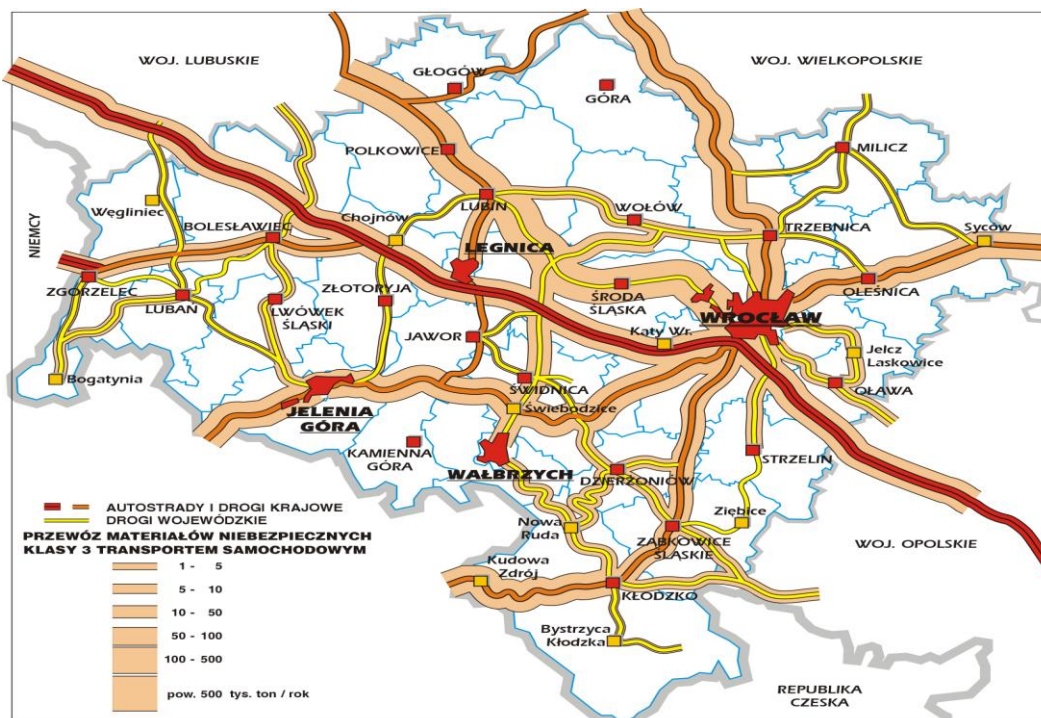 WOJ. LUBUSKIE
WOJ. WIELKOPOLSKIE
GŁOGÓW
GÓRA
POLKOWICE
MILICZ
Węgliniec
LUBIN
WOŁÓW
NIEMCY
BOLESŁAWIEC
Chojnów
TRZEBNICA
Syców
LEGNICA
ZGORZELEC
ZŁOTORYJA
ŚRODA
ŚLĄSKA
OLEŚNICA
LUBAŃ
LWÓWEK
ŚLĄSKI
WROCŁAW
JAWOR
Kąty Wr.
Jelcz
Laskowice
Bogatynia
OŁAWA
ŚWIDNICA
JELENIA
GÓRA
Świebodzice
KAMIENNA
GÓRA
STRZELIN
WAŁBRZYCH
DZIERŻONIÓW
AUTOSTRADY I DROGI KRAJOWE
DROGI WOJEWÓDZKIE
Nowa
Ruda
Ziębice
PRZEWÓZ MATERIAŁÓW NIEBEZPIECZNYCH
KLASY 3 TRANSPORTEM SAMOCHODOWYM
ZĄBKOWICE
ŚLĄSKIE
WOJ. OPOLSKIE
1 - 5
Kudowa
Zdrój
5 - 10
KŁODZKO
10 - 50
50 - 100
Bystrzyca
Kłodzka
100 - 500
pow. 500 tys. ton / rok
REPUBLIKA
CZESKA